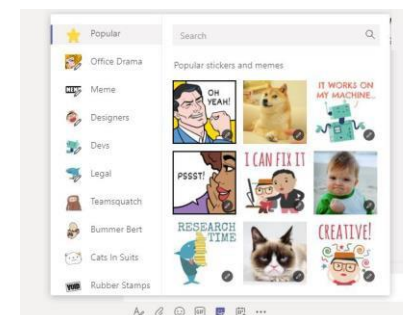 Popular
Office Drama
Meme
Designers
Devs
Legal
Teamsquatch
Bummer Bert
Cats In Suits
Rubber Stamps
Search
Popular stickers and memes
OH
YEAH!
IT WORKS ON
MY MACHINE...
PSSST!
I CAN FIX IT
RESEARCH
TIME
CREATIVE!